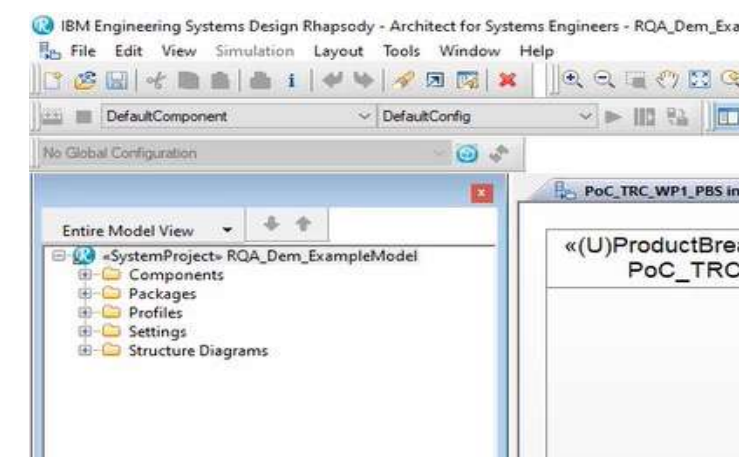 IBM Engineering Systems Design Rhapsody - Architect for Systems Engineers - RQA_Dem_Exa
File Edit View Simulation Layout Tools Window Help
DefaultComponent DefaultConfig
No Global Configuration
PoC_TRC_WP1_PBS in
Entire Model View
«(U)ProductBrea
PoC_TRC
«SystemProject» RQA_Dem_ExampleModel
Components
Packages
Profiles
Settings
Structure Diagrams